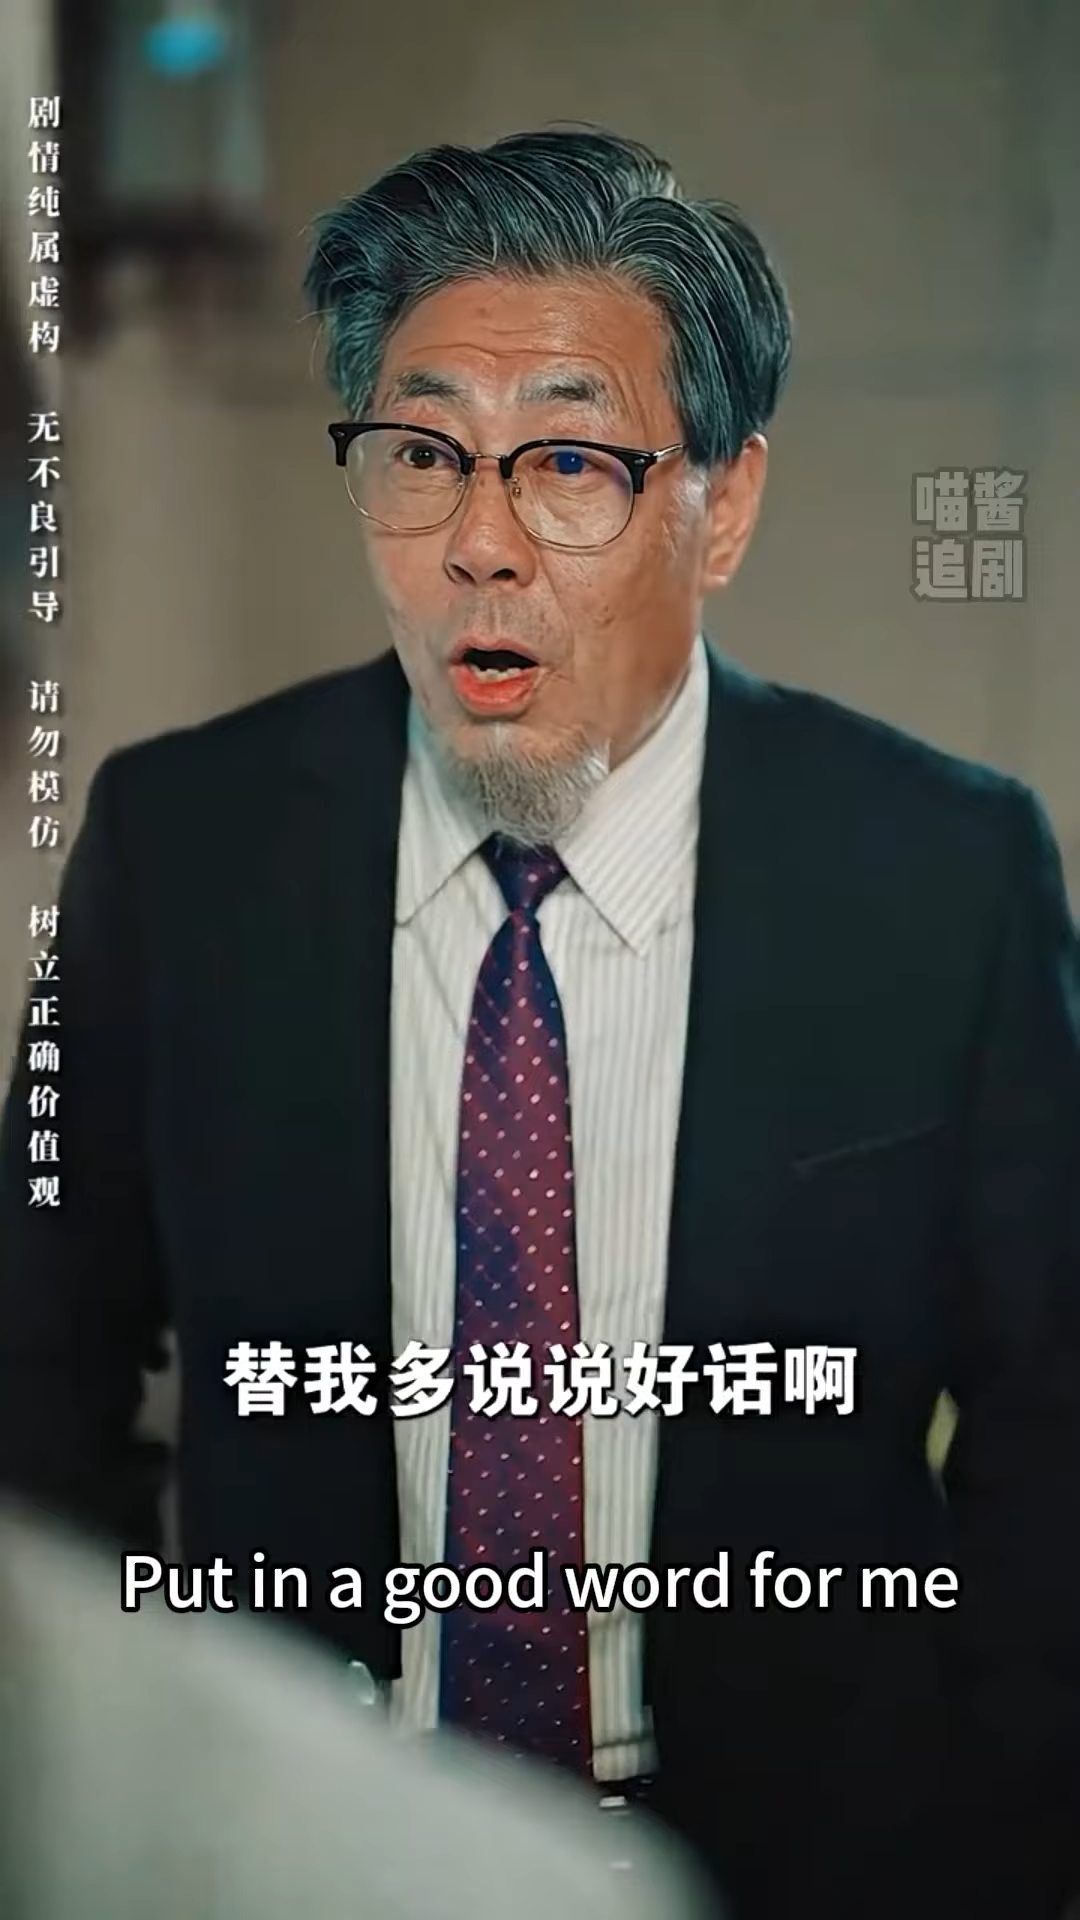 剧情纯属虚构 无不良引导 请勿模仿 树立正确价值观
喵酱
追剧
替我多说说好话啊
Put in a good word for me